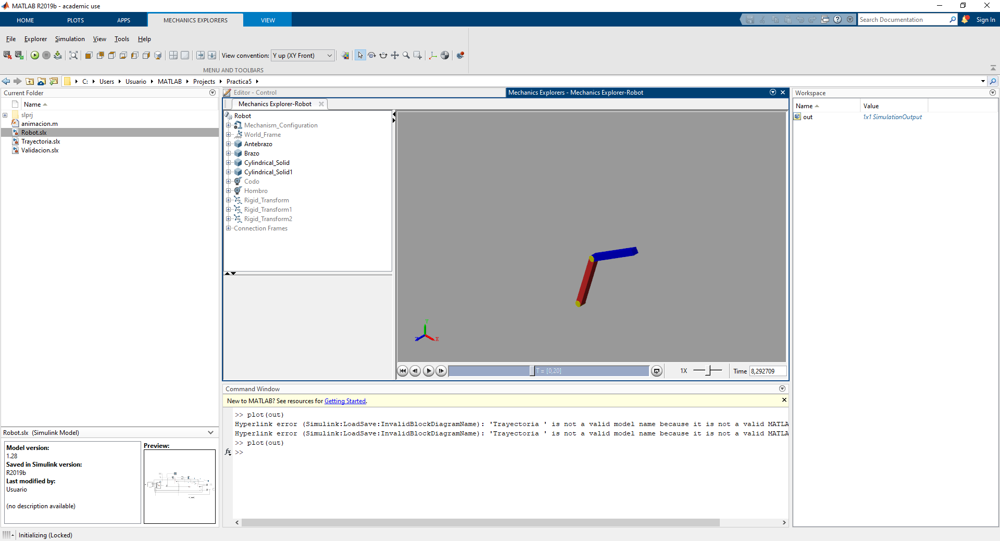 MATLAB R2019b - academic use
HOME PLOTS APPS MECHANICS EXPLORERS VIEW
Search Documentation
Sign In
File Explorer Simulation View Tools Help
View convention: Y up (XY Front)
MENU AND TOOLBARS
C: Users Usuario MATLAB Projects Practica5
Current Folder
Name
slprj
animacion.m
Robot.slx
Trayectoria.slx
Validacion.slx
Robot.slx (Simulink Model)
Model version:
1.28
Saved in Simulink version:
R2019b
Last modified by:
Usuario
(no description available)
Preview:
Editor - Control
Mechanics Explorers - Mechanics Explorer-Robot
Mechanics Explorer-Robot
Robot
Mechanism_Configuration
World_Frame
Antebrazo
Brazo
Cylindrical_Solid
Cylindrical_Solid1
Codo
Hombro
Rigid_Transform
Rigid_Transform1
Rigid_Transform2
Connection Frames
Y
Z
X
T = [0,20]
1X
Time 8,292709
Command Window
New to MATLAB? See resources for Getting Started.
>> plot(out)
Hyperlink error (Simulink:LoadSave:InvalidBlockDiagramName): 'Trayectoria ' is not a valid model name because it is not a valid MATLA
Hyperlink error (Simulink:LoadSave:InvalidBlockDiagramName): 'Trayectoria ' is not a valid model name because it is not a valid MATLA
>> plot(out)
fx >>
Workspace
Name Value
out 1x1 SimulationOutput
Initializing (Locked)